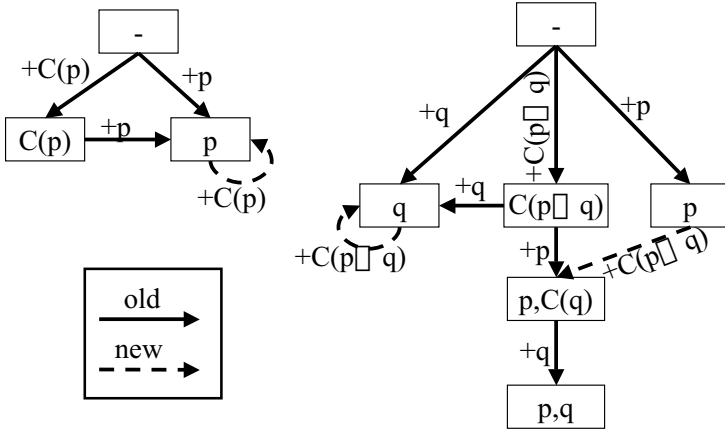 -
+C(p)
+p
C(p)
+p
p
+C(p)
old
new
-
+q
+C(p□ q)
+p
q
+q
C(p□ q)
p
+C(p□ q)
+p
+C(p□ q)
p,C(q)
+q
p,q